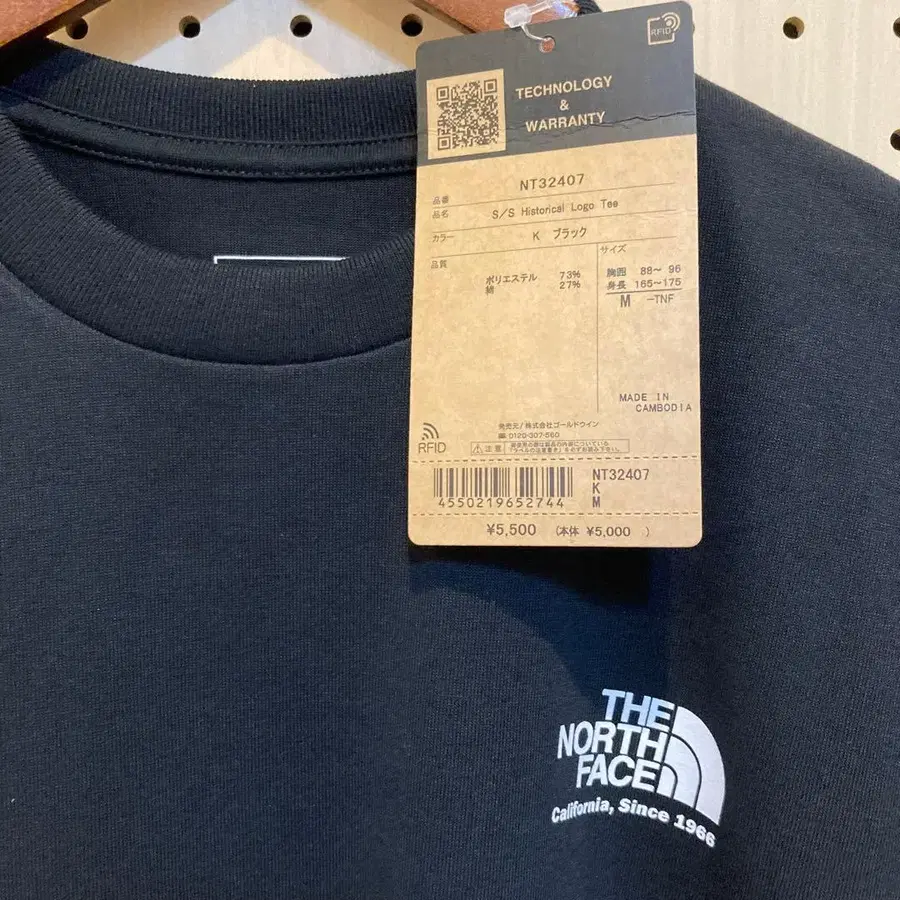 RFID
TECHNOLOGY
&
WARRANTY
品番 NT32407
品名 S/S Historical Logo Tee
カラー K ブラック
サイズ
品質
ポリエステル 73%
綿 27%
胸囲 88〜 96
身長 165〜175
M -TNF
MADE IN
CAMBODIA
発売元/株式会社ゴールドウイン
0120-307-560
RFID
注意
NT32407
K
M
4550219652744
¥5,500 (本体 ¥5,000 )
THE
NORTH
FACE
California, Since 1966